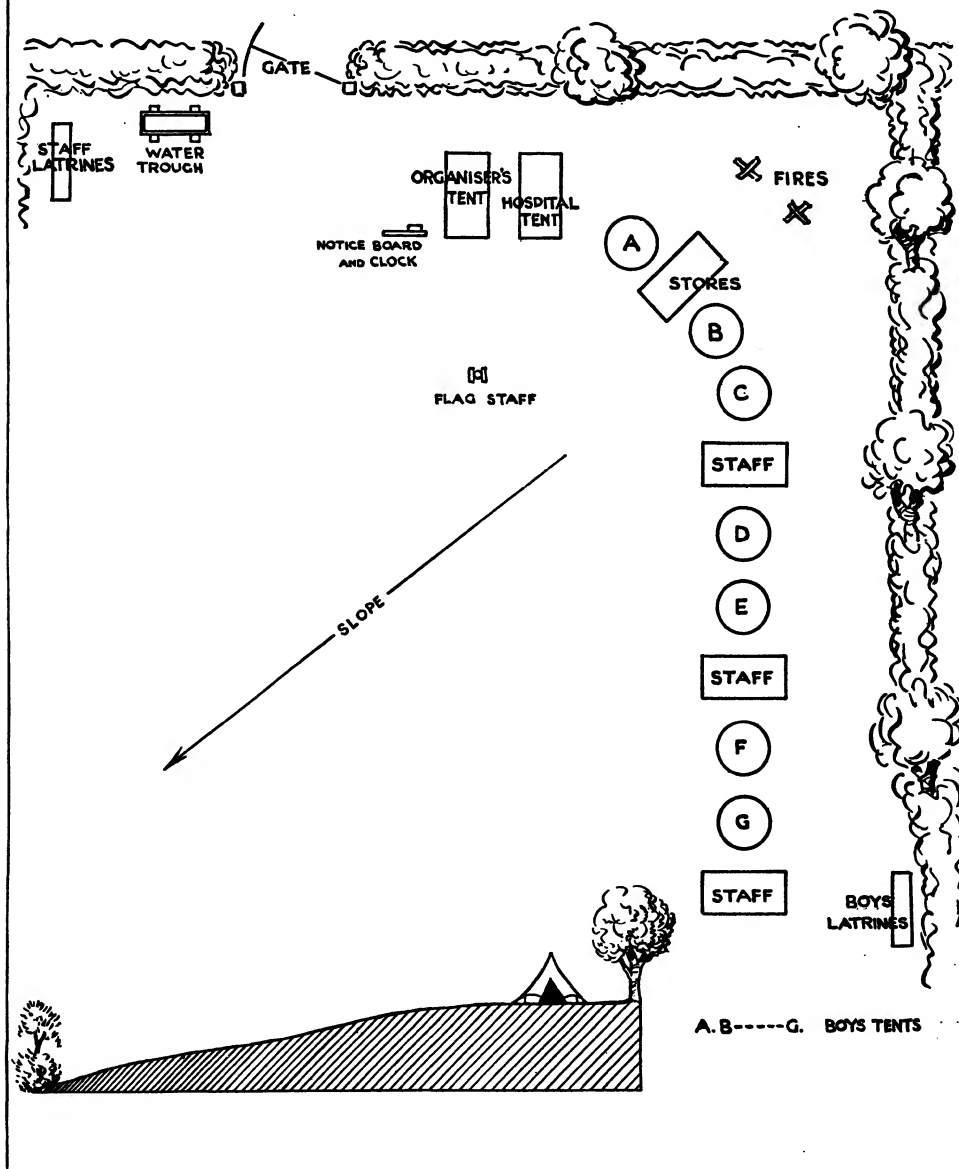 GATE
STAFF
LATRINES
WATER
TROUGH
ORGANISER'S
TENT
HOSPITAL
TENT
FIRES
NOTICE BOARD
AND CLOCK
A
STORES
B
FLAG STAFF
C
STAFF
D
SLOPE
E
STAFF
F
G
STAFF
BOYS
LATRINES
A.B-----G. BOYS TENTS